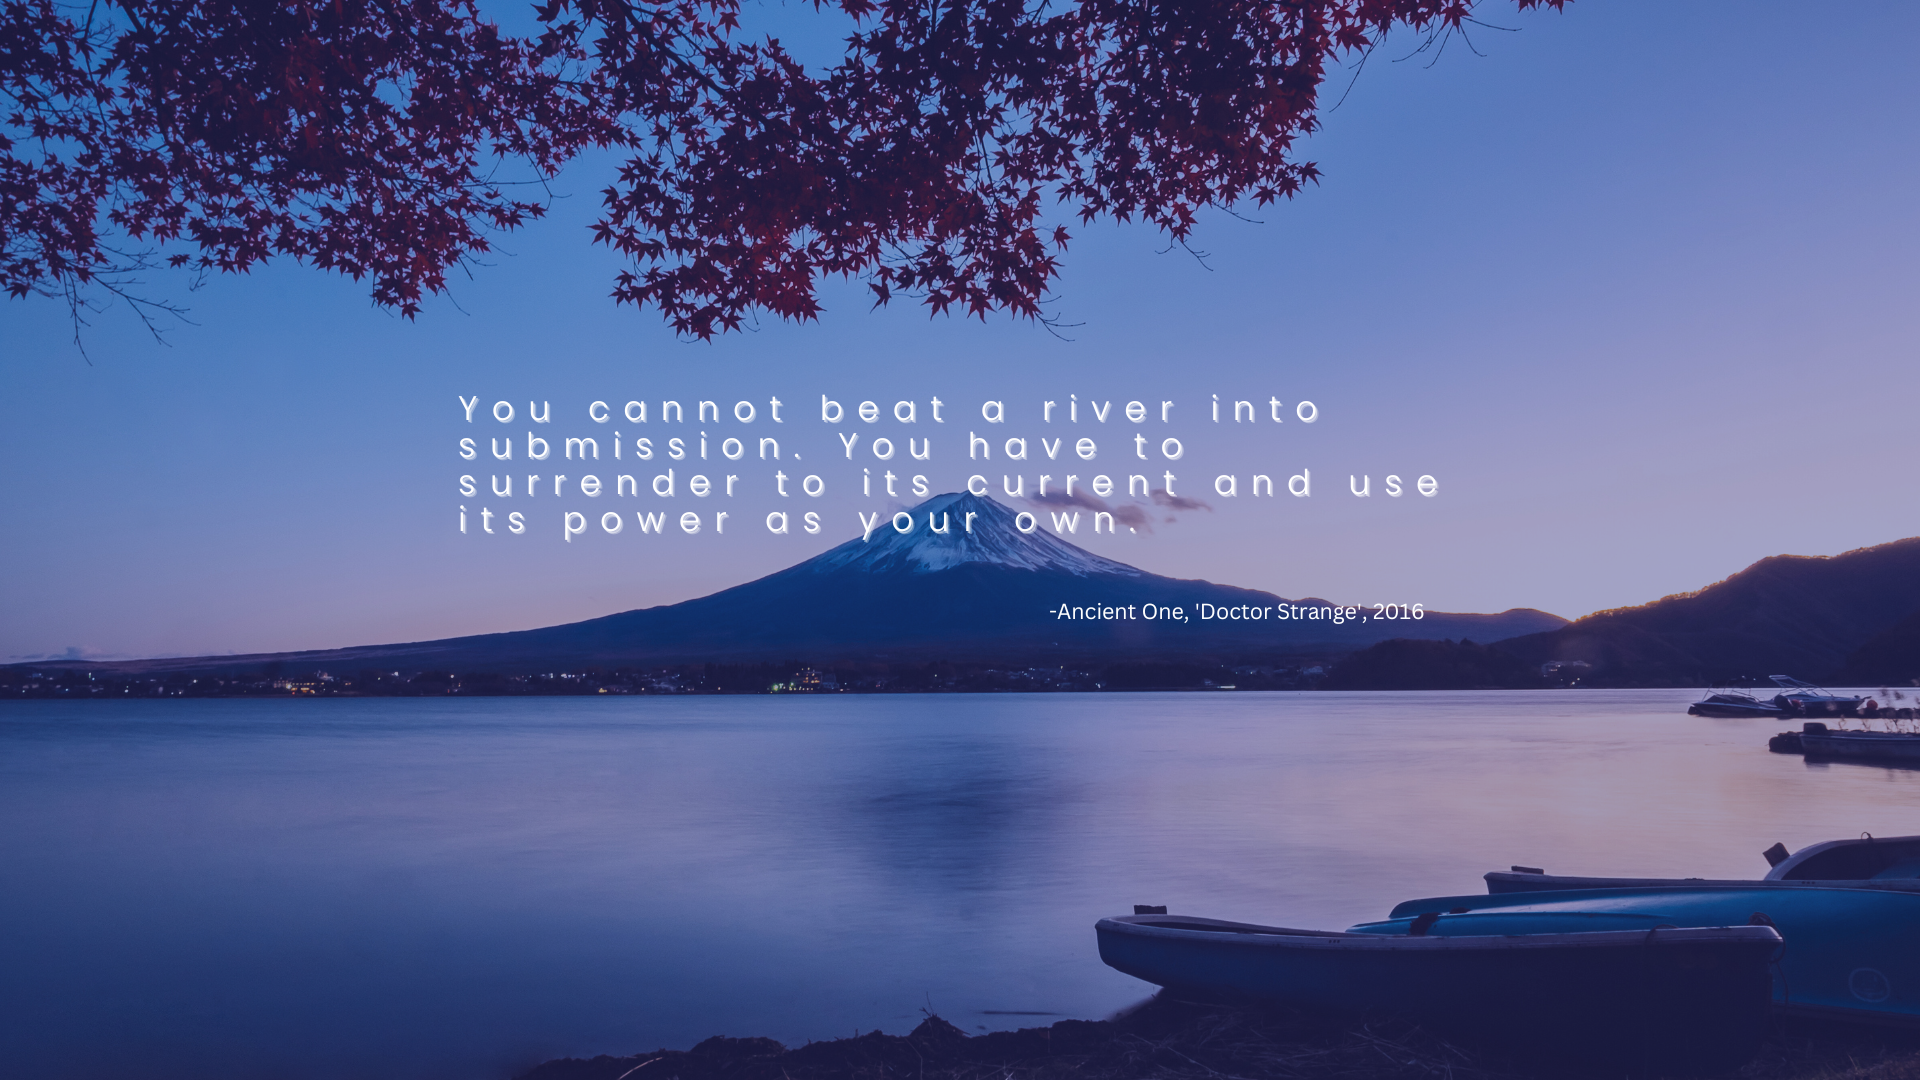 You cannot beat a river into
submission. You have to
surrender to its current and use
its power as your own.
-Ancient One, 'Doctor Strange', 2016